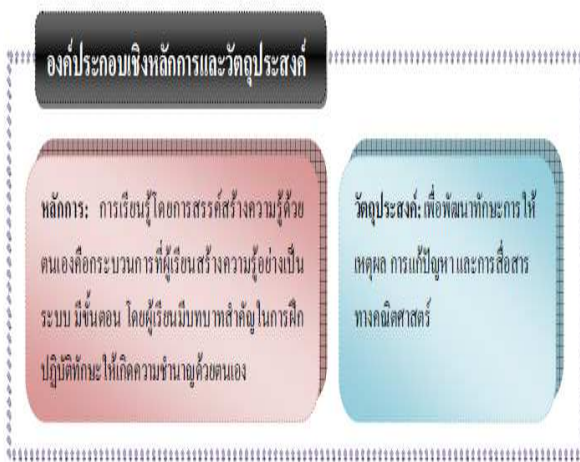 องค์ประกอบเชิงหลักการและวัตถุประสงค์
หลักการ: การเรียนรู้โดยการสรรค์สร้างความรู้ด้วย
ตนเองคือกระบวนการที่ผู้เรียนสร้างความรู้อย่างเป็น
ระบบ มีขั้นตอน โดยผู้เรียนมีบทบาทสำคัญในการฝึก
ปฏิบัติทักษะให้เกิดความชำนาญด้วยตนเอง
วัตถุประสงค์: เพื่อพัฒนาทักษะการให้
เหตุผล การแก้ปัญหา และการสื่อสาร
ทางคณิตศาสตร์